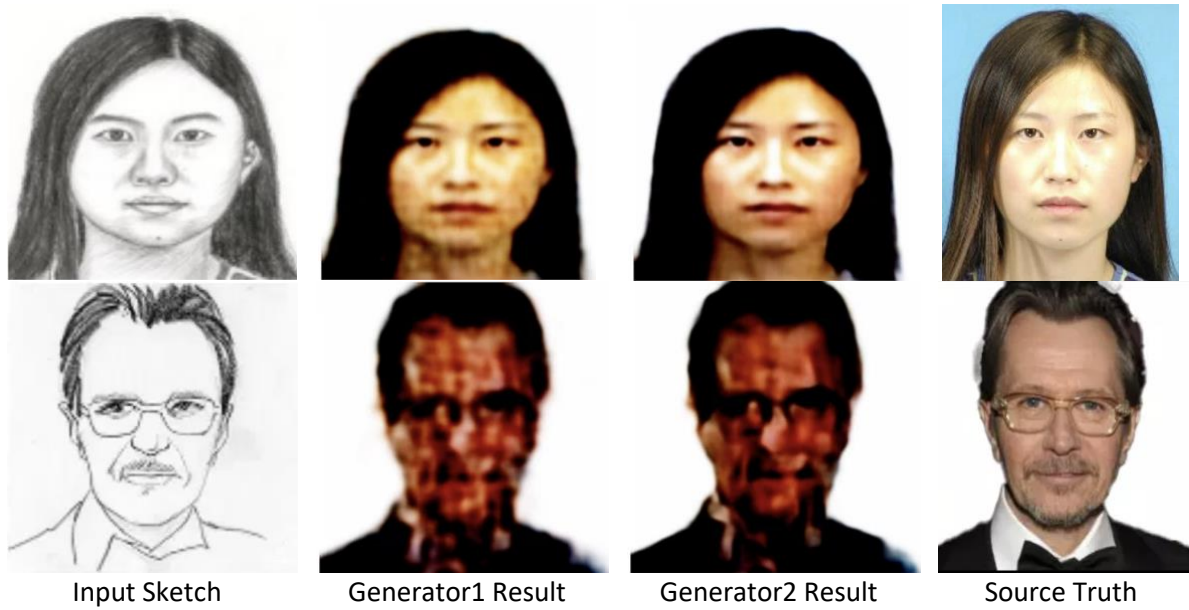 Input Sketch
Generator1 Result
Generator2 Result
Source Truth